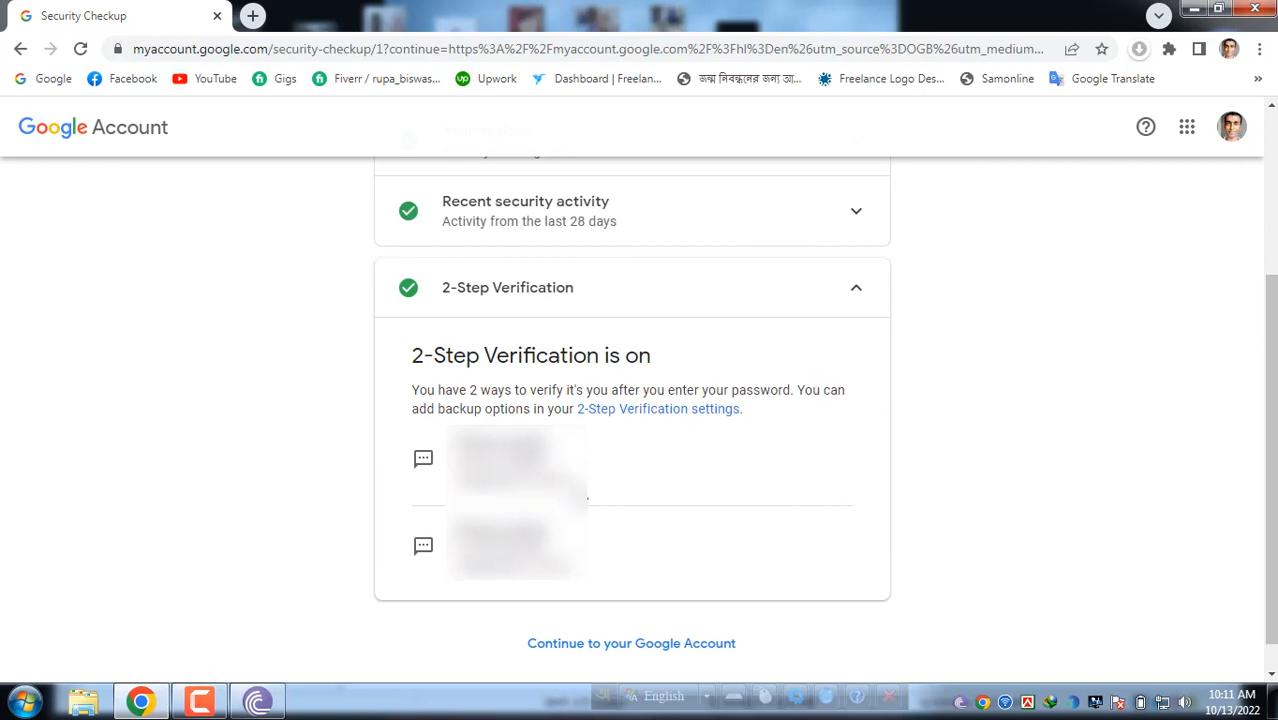 Security Checkup
myaccount.google.com/security-checkup/1?continue=https%3A%2F%2Fmyaccount.google.com%2F%3Fhl%3Den%26utm_source%3DOGB%26utm_medium...
Google
Facebook
YouTube
Gigs
Fiverr / rupa_biswas...
Upwork
Dashboard | Freelan...
জন্ম নিবন্ধনের জন্য আ...
Freelance Logo Des...
Samonline
Google Translate
Google Account
Recent security activity
Activity from the last 28 days
2-Step Verification
2-Step Verification is on
You have 2 ways to verify it's you after you enter your password. You can
add backup options in your 2-Step Verification settings.
Continue to your Google Account
English
10:11 AM
10/13/2022